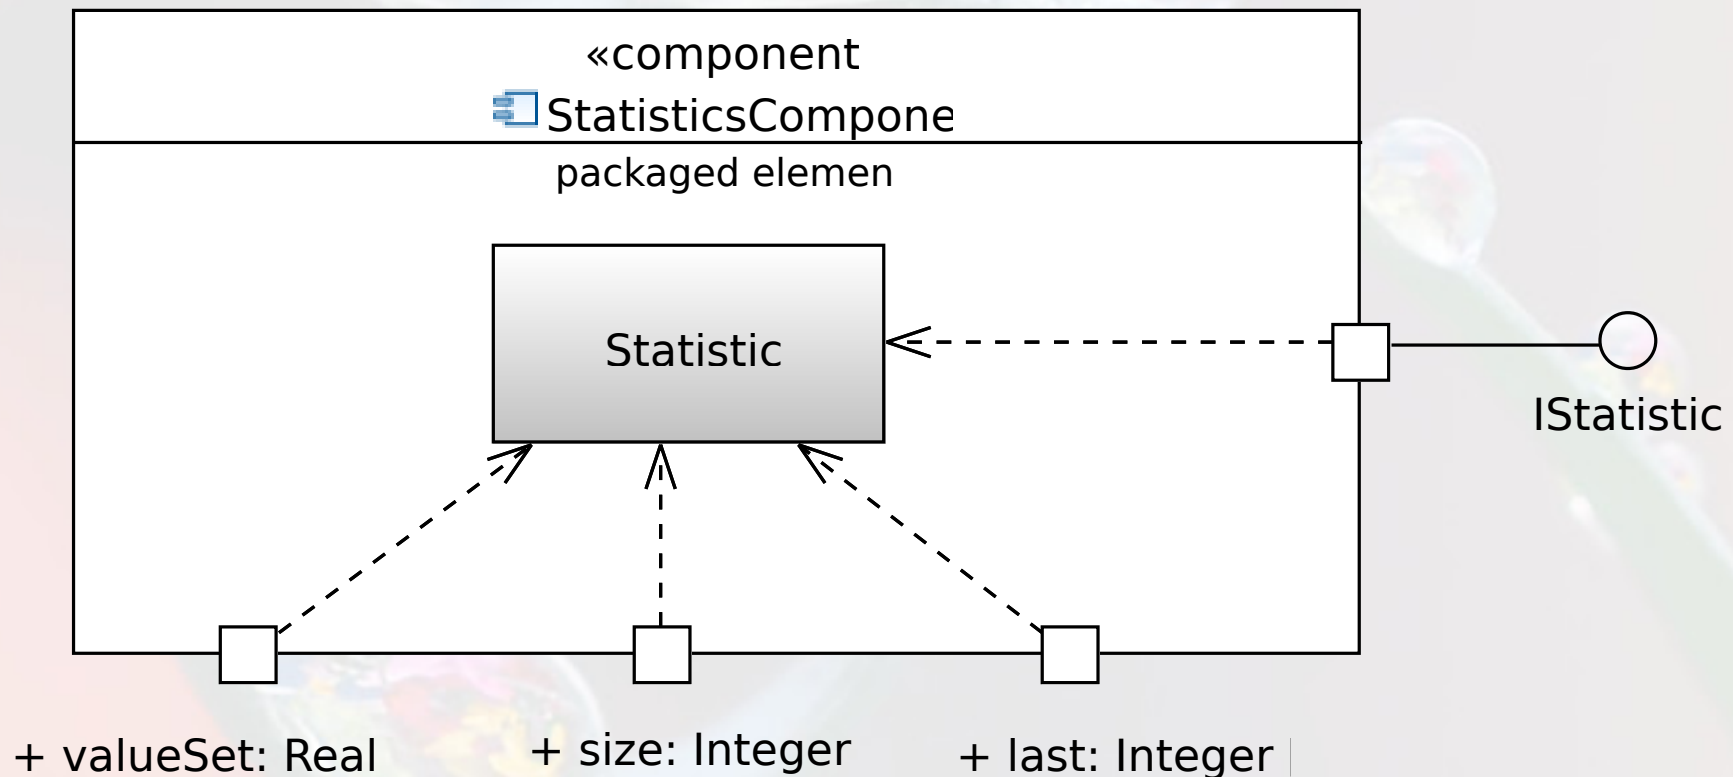 «component
StatisticsCompone
packaged elemen
Statistic
IStatistic
+ valueSet: Real
+ size: Integer
+ last: Integer